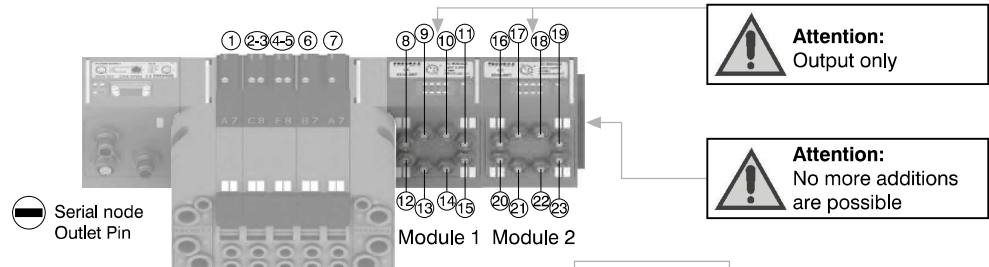 Attention:
Output only
1 2-3 4-5 6 7 8 9 10 11 16 17 18 19
A7 C8 F8 B7 A7
Attention:
No more additions
are possible
12 13 14 15 20 21 22 23
Serial node
Outlet Pin
Module 1 Module 2